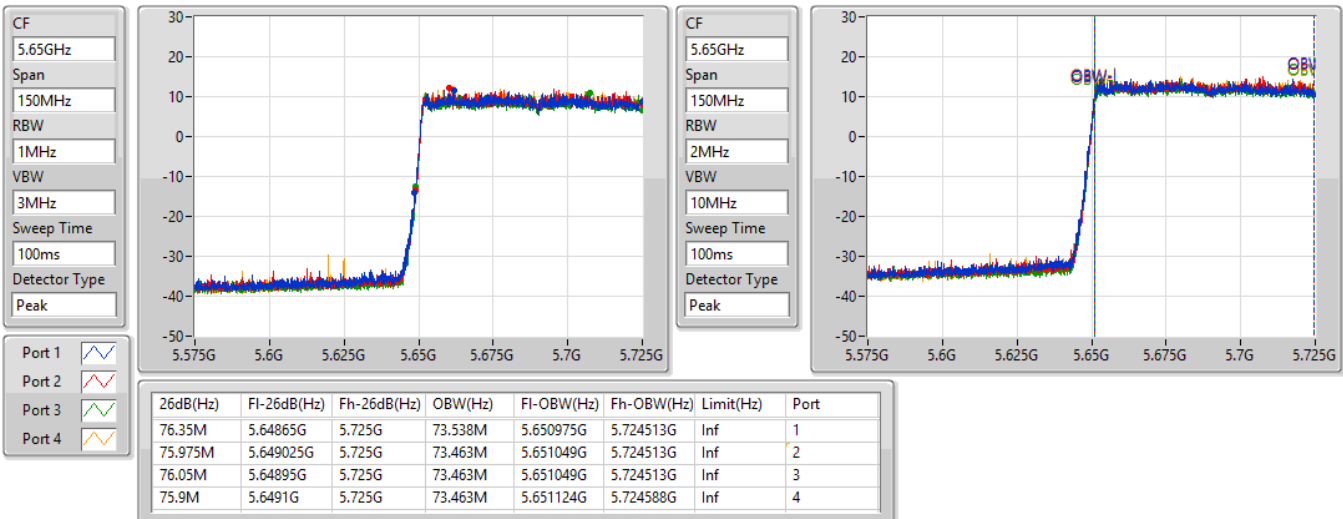 CF
5.65GHz
Span
150MHz
RBW
1MHz
VBW
3MHz
Sweep Time
100ms
Detector Type
Peak
30
20
10
0
-10
-20
-30
-40
-50
5.575G 5.6G 5.625G 5.65G 5.675G 5.7G 5.725G
CF
5.65GHz
Span
150MHz
RBW
2MHz
VBW
10MHz
Sweep Time
100ms
Detector Type
Peak
30
20
10
0
-10
-20
-30
-40
-50
OBW-
5.575G 5.6G 5.625G 5.65G 5.675G 5.7G 5.725G
Port 1
Port 2
Port 3
Port 4
26dB(Hz) Fl-26dB(Hz) Fh-26dB(Hz) OBW(Hz) Fl-OBW(Hz) Fh-OBW(Hz) Limit(Hz) Port
76.35M 5.64865G 5.725G 73.538M 5.650975G 5.724513G Inf 1
75.975M 5.649025G 5.725G 73.463M 5.651049G 5.724513G Inf 2
76.05M 5.64895G 5.725G 73.463M 5.651049G 5.724513G Inf 3
75.9M 5.6491G 5.725G 73.463M 5.651124G 5.724588G Inf 4